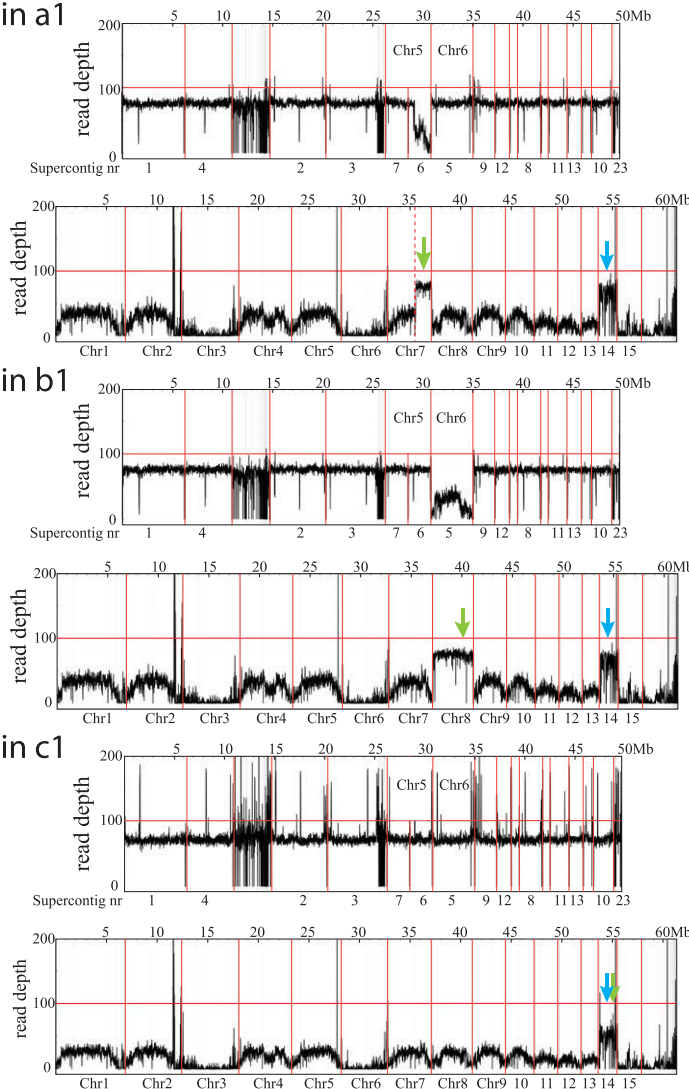 in a1
5 10 15 20 25 30 35 40 45 50Mb
200
Chr5 Chr6
100
read depth
0
Supercontig nr 1 4 2 3 7 6 5 9 12 8 11 13 10 23
5 10 15 20 25 30 35 40 45 50 55 60Mb
200
100
read depth
0
Chr1 Chr2 Chr3 Chr4 Chr5 Chr6 Chr7 Chr8 Chr9 10 11 12 13 14 15
in b1
5 10 15 20 25 30 35 40 45 50Mb
200
Chr5 Chr6
100
read depth
0
Supercontig nr 1 4 2 3 7 6 5 9 12 8 11 13 10 23
5 10 15 20 25 30 35 40 45 50 55 60Mb
200
100
read depth
0
Chr1 Chr2 Chr3 Chr4 Chr5 Chr6 Chr7 Chr8 Chr9 10 11 12 13 14 15
in c1
5 10 15 20 25 30 35 40 45 50Mb
200
Chr5 Chr6
100
read depth
0
Supercontig nr 1 4 2 3 7 6 5 9 12 8 11 13 10 23
5 10 15 20 25 30 35 40 45 50 55 60Mb
200
100
read depth
0
Chr1 Chr2 Chr3 Chr4 Chr5 Chr6 Chr7 Chr8 Chr9 10 11 12 13 14 15